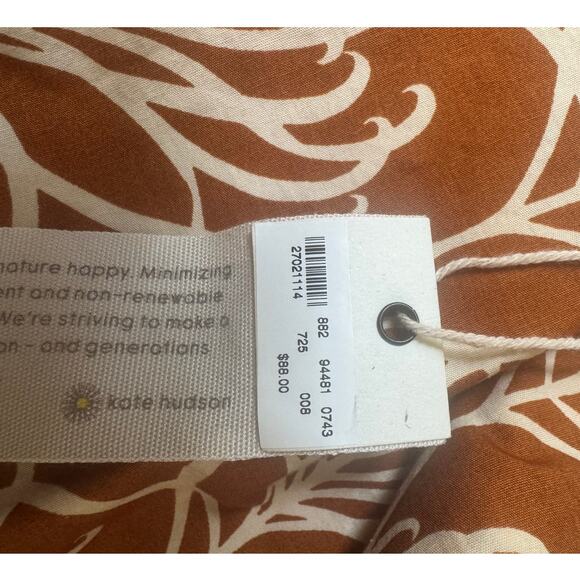 nature happy. Minimizing
ent and non-renewable
We're striving to make a
on - and generations
kate hudson
27021114
882 94481 0743
725 008
$88.00